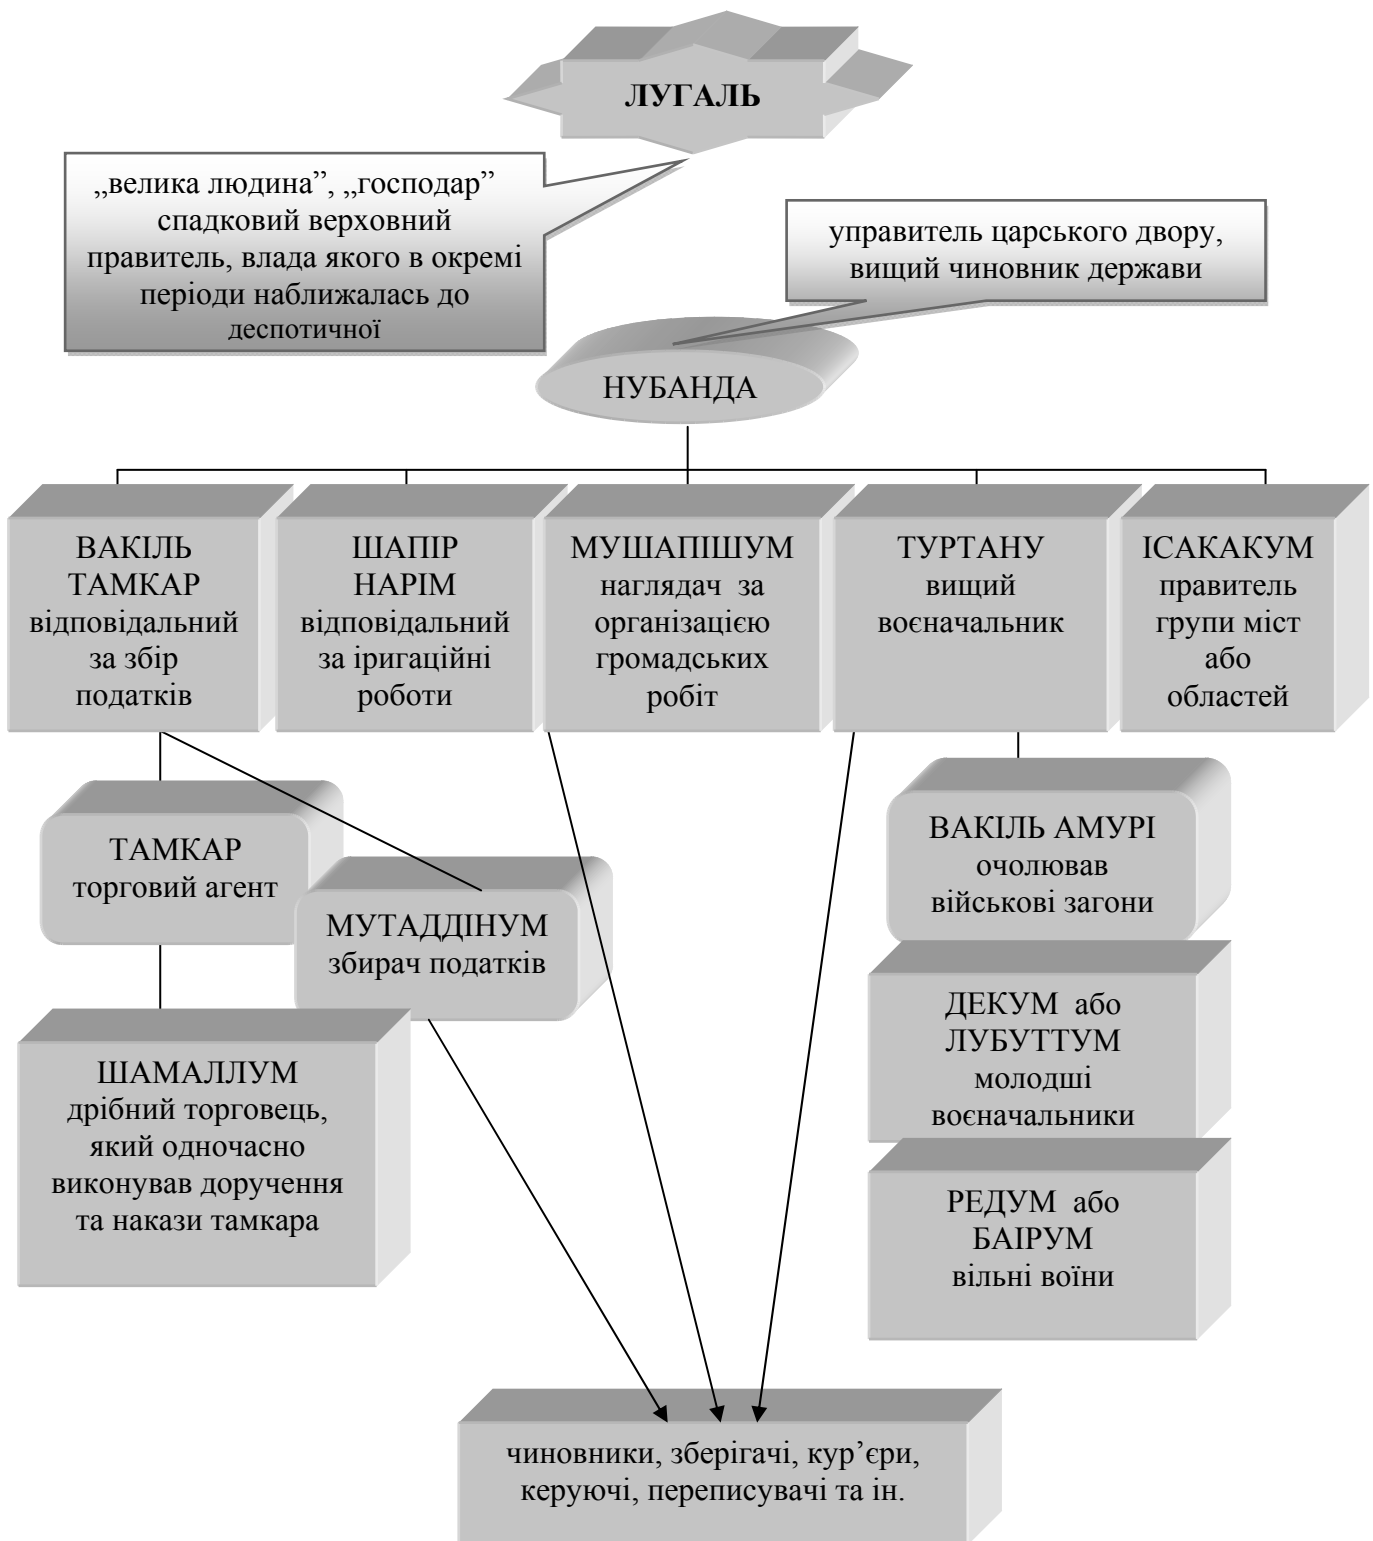 ЛУГАЛЬ
„велика людина”, „господар”
спадковий верховний
правитель, влада якого в окремі
періоди наближалась до
деспотичної
управитель царського двору,
вищий чиновник держави
НУБАНДА
ВАКІЛЬ
ТАМКАР
відповідальний
за збір
податків
ШАПІР
НАРІМ
відповідальний
за іригаційні
роботи
МУШАПІШУМ
наглядач за
організацією
громадських
робіт
ТУРТАНУ
вищий
воєначальник
ІСАКАКУМ
правитель
групи міст
або
областей
ТАМКАР
торговий агент
МУТАДДІНУМ
збирач податків
ШАМАЛЛУМ
дрібний торговець,
який одночасно
виконував доручення
та накази тамкара
ВАКІЛЬ АМУРІ
очолював
військові загони
ДЕКУМ або
ЛУБУТТУМ
молодші
воєначальники
РЕДУМ або
БАІРУМ
вільні воїни
чиновники, зберігачі, кур’єри,
керуючі, переписувачі та ін.